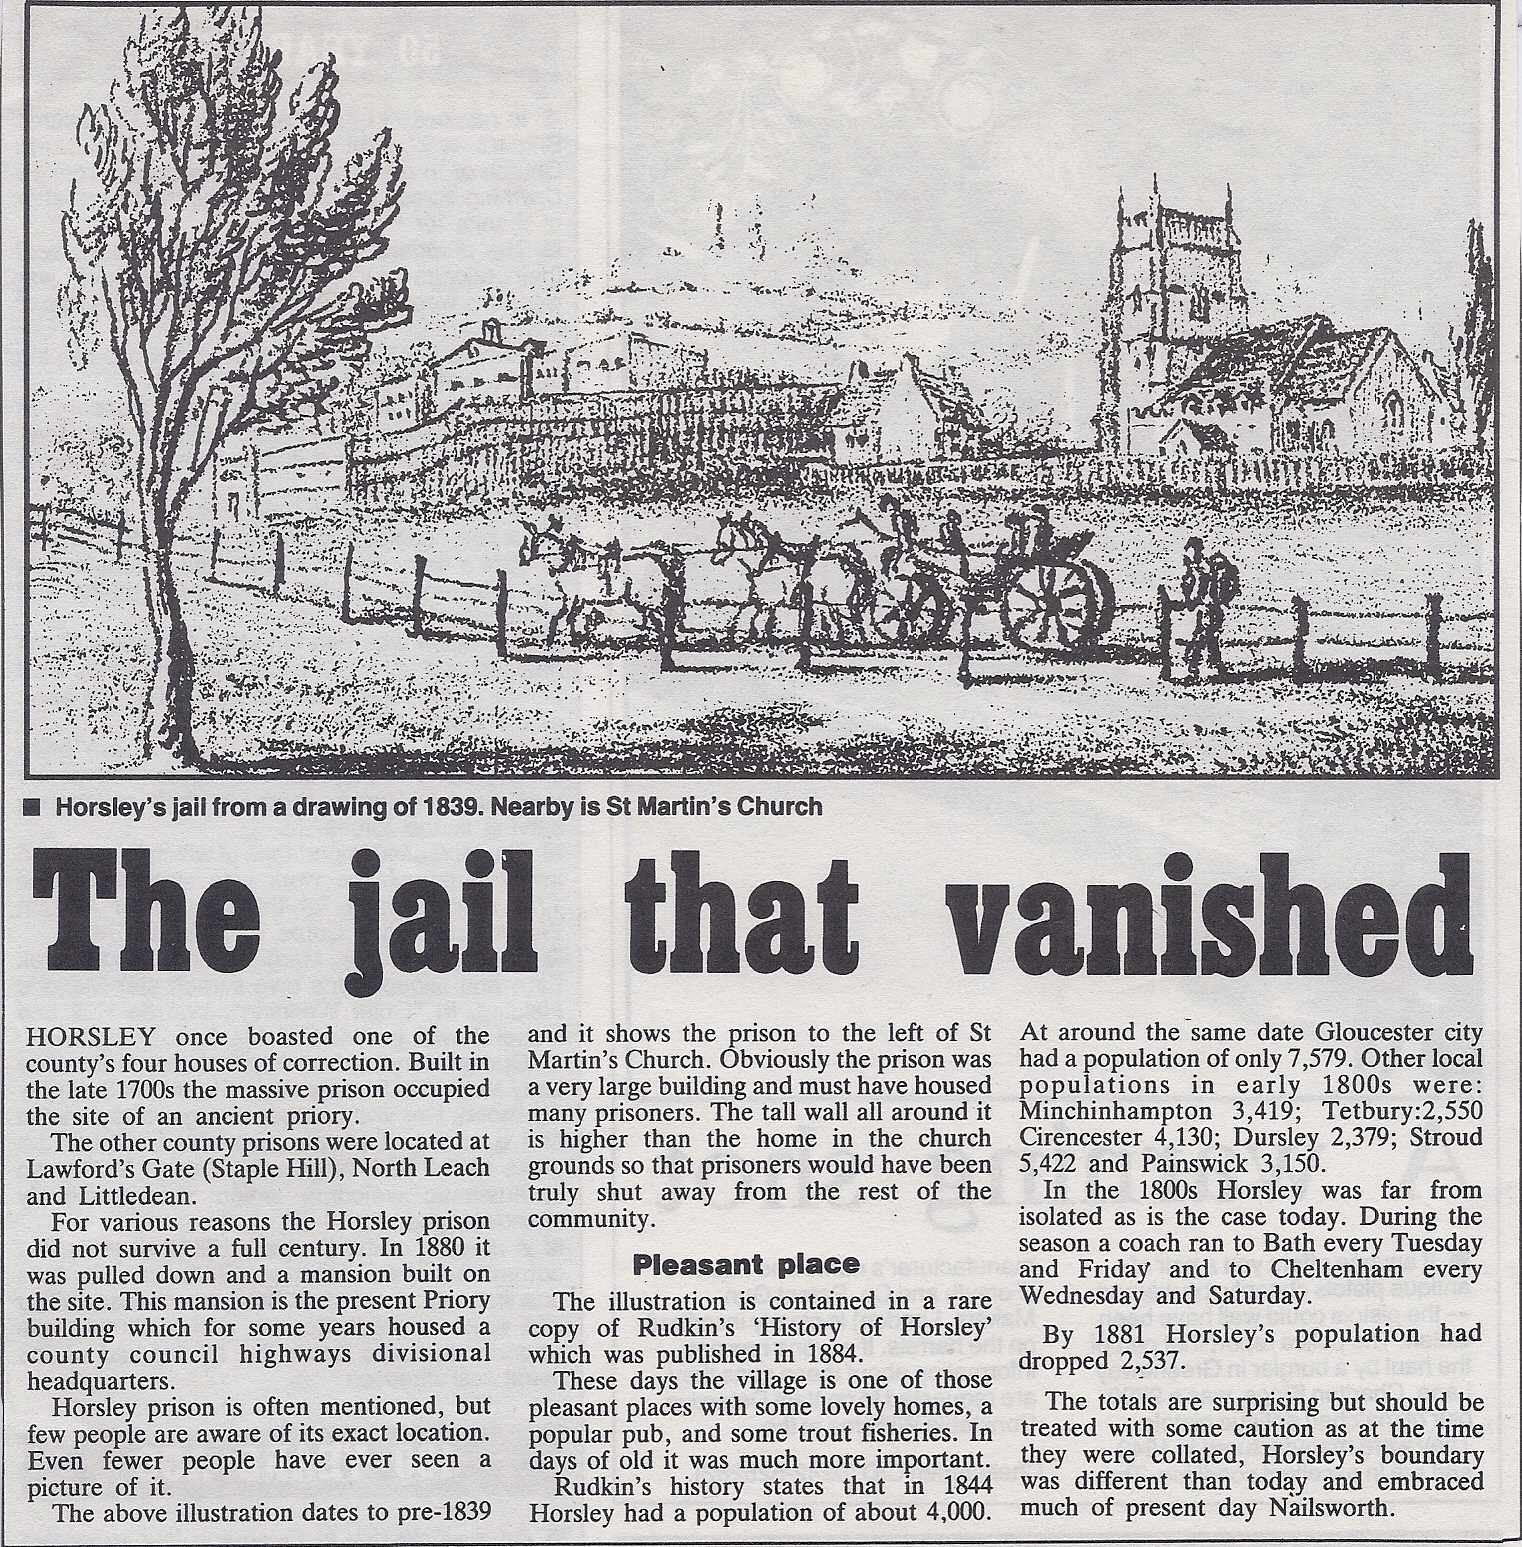 ■ Horsley's jail from a drawing of 1839. Nearby is St Martin's Church
The jail that vanished
HORSLEY once boasted one of the
county's four houses of correction. Built in
the late 1700s the massive prison occupied
the site of an ancient priory.
The other county prisons were located at
Lawford's Gate (Staple Hill), North Leach
and Littledean.
For various reasons the Horsley prison
did not survive a full century. In 1880 it
was pulled down and a mansion built on
the site. This mansion is the present Priory
building which for some years housed a
county council highways divisional
headquarters.
Horsley prison is often mentioned, but
few people are aware of its exact location.
Even fewer people have ever seen a
picture of it.
The above illustration dates to pre-1839
and it shows the prison to the left of St
Martin's Church. Obviously the prison was
a very large building and must have housed
many prisoners. The tall wall all around it
is higher than the home in the church
grounds so that prisoners would have been
truly shut away from the rest of the
community.
Pleasant place
The illustration is contained in a rare
copy of Rudkin's 'History of Horsley'
which was published in 1884.
These days the village is one of those
pleasant places with some lovely homes, a
popular pub, and some trout fisheries. In
days of old it was much more important.
Rudkin's history states that in 1844
Horsley had a population of about 4,000.
At around the same date Gloucester city
had a population of only 7,579. Other local
populations in early 1800s were:
Minchinhampton 3,419; Tetbury:2,550
Cirencester 4,130; Dursley 2,379; Stroud
5,422 and Painswick 3,150.
In the 1800s Horsley was far from
isolated as is the case today. During the
season a coach ran to Bath every Tuesday
and Friday and to Cheltenham every
Wednesday and Saturday.
By 1881 Horsley's population had
dropped 2,537.
The totals are surprising but should be
treated with some caution as at the time
they were collated, Horsley's boundary
was different than today and embraced
much of present day Nailsworth.